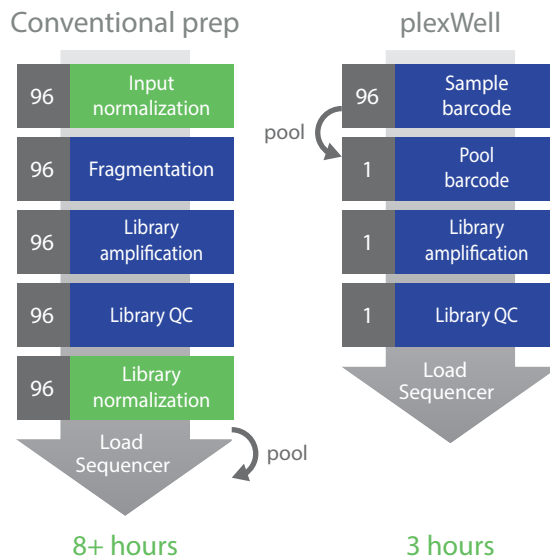 Conventional prep
96
Input
normalization
96
Fragmentation
96
Library
amplification
96
Library QC
96
Library
normalization
Load
Sequencer
pool
8+ hours
plexWell
96
Sample
barcode
pool
1
Pool
barcode
1
Library
amplification
1
Library QC
Load
Sequencer
3 hours